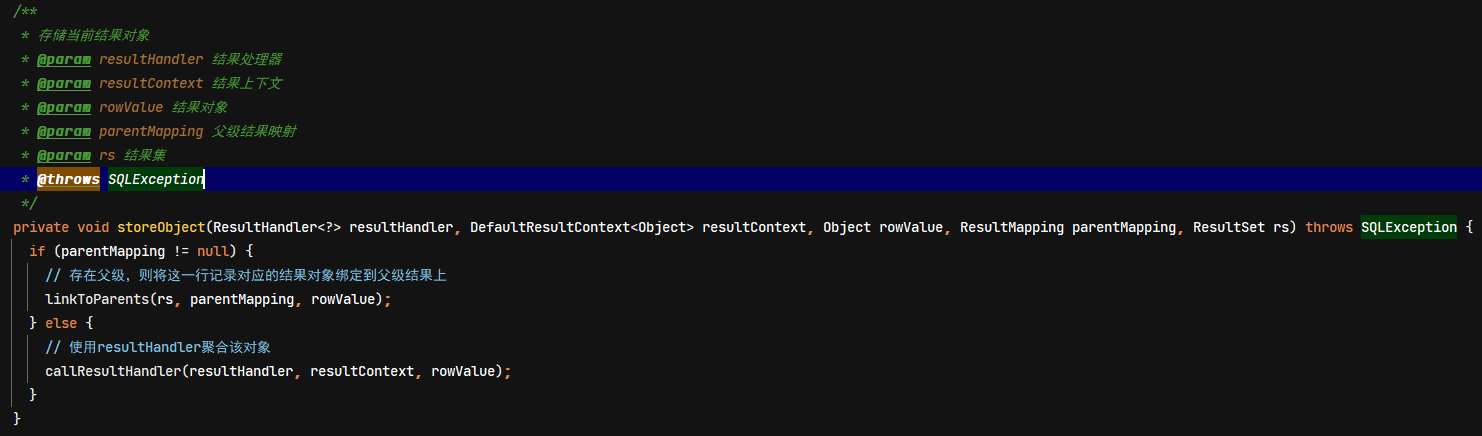 /**
 * 存储当前结果对象
 * @param resultHandler 结果处理器
 * @param resultContext 结果上下文
 * @param rowValue 结果对象
 * @param parentMapping 父级结果映射
 * @param rs 结果集
 * @throws SQLException
 */
private void storeObject(ResultHandler<?> resultHandler, DefaultResultContext<Object> resultContext, Object rowValue, ResultMapping parentMapping, ResultSet rs) throws SQLException {
  if (parentMapping != null) {
    // 存在父级，则将这一行记录对应的结果对象绑定到父级结果上
    linkToParents(rs, parentMapping, rowValue);
  } else {
    // 使用resultHandler聚合该对象
    callResultHandler(resultHandler, resultContext, rowValue);
  }
}